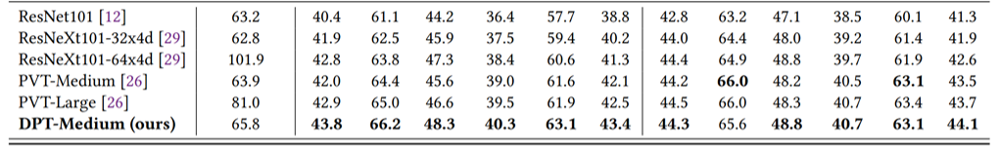 ResNet101 [12] 63.2 40.4 61.1 44.2 36.4 57.7 38.8 42.8 63.2 47.1 38.5 60.1 41.3
ResNeXt101-32x4d [29] 62.8 41.9 62.5 45.9 37.5 59.4 40.2 44.0 64.4 48.0 39.2 61.4 41.9
ResNeXt101-64x4d [29] 101.9 42.8 63.8 47.3 38.4 60.6 41.3 44.4 64.9 48.8 39.7 61.9 42.6
PVT-Medium [26] 63.9 42.0 64.4 45.6 39.0 61.6 42.1 44.2 66.0 48.2 40.5 63.1 43.5
PVT-Large [26] 81.0 42.9 65.0 46.6 39.5 61.9 42.5 44.5 66.0 48.3 40.7 63.4 43.7
DPT-Medium (ours) 65.8 43.8 66.2 48.3 40.3 63.1 43.4 44.3 65.6 48.8 40.7 63.1 44.1